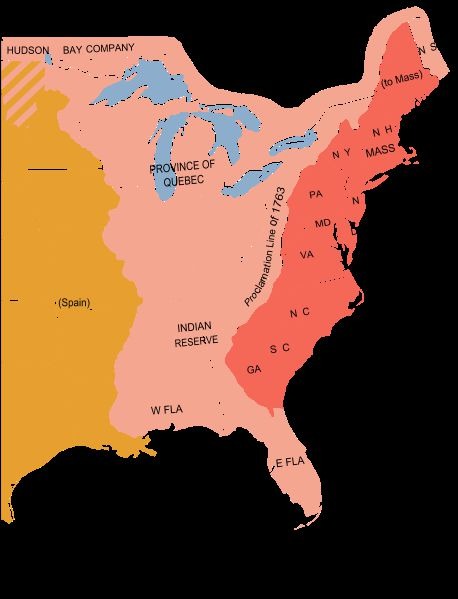 HUDSON BAY COMPANY
N S
(to Mass)
N H
N Y
MASS
PROVINCE OF
QUEBEC
PA
N
MD
D
VA
Proclamation Line of 1763
(Spain)
N C
INDIAN
RESERVE
S C
GA
W FLA
E FLA